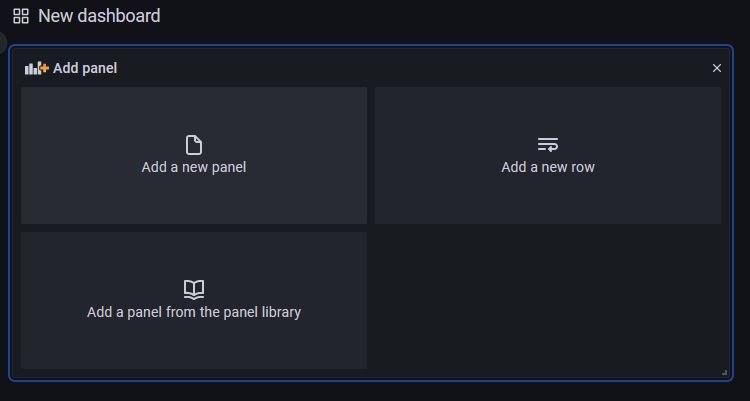 New dashboard
Add panel
Add a new panel
Add a new row
Add a panel from the panel library